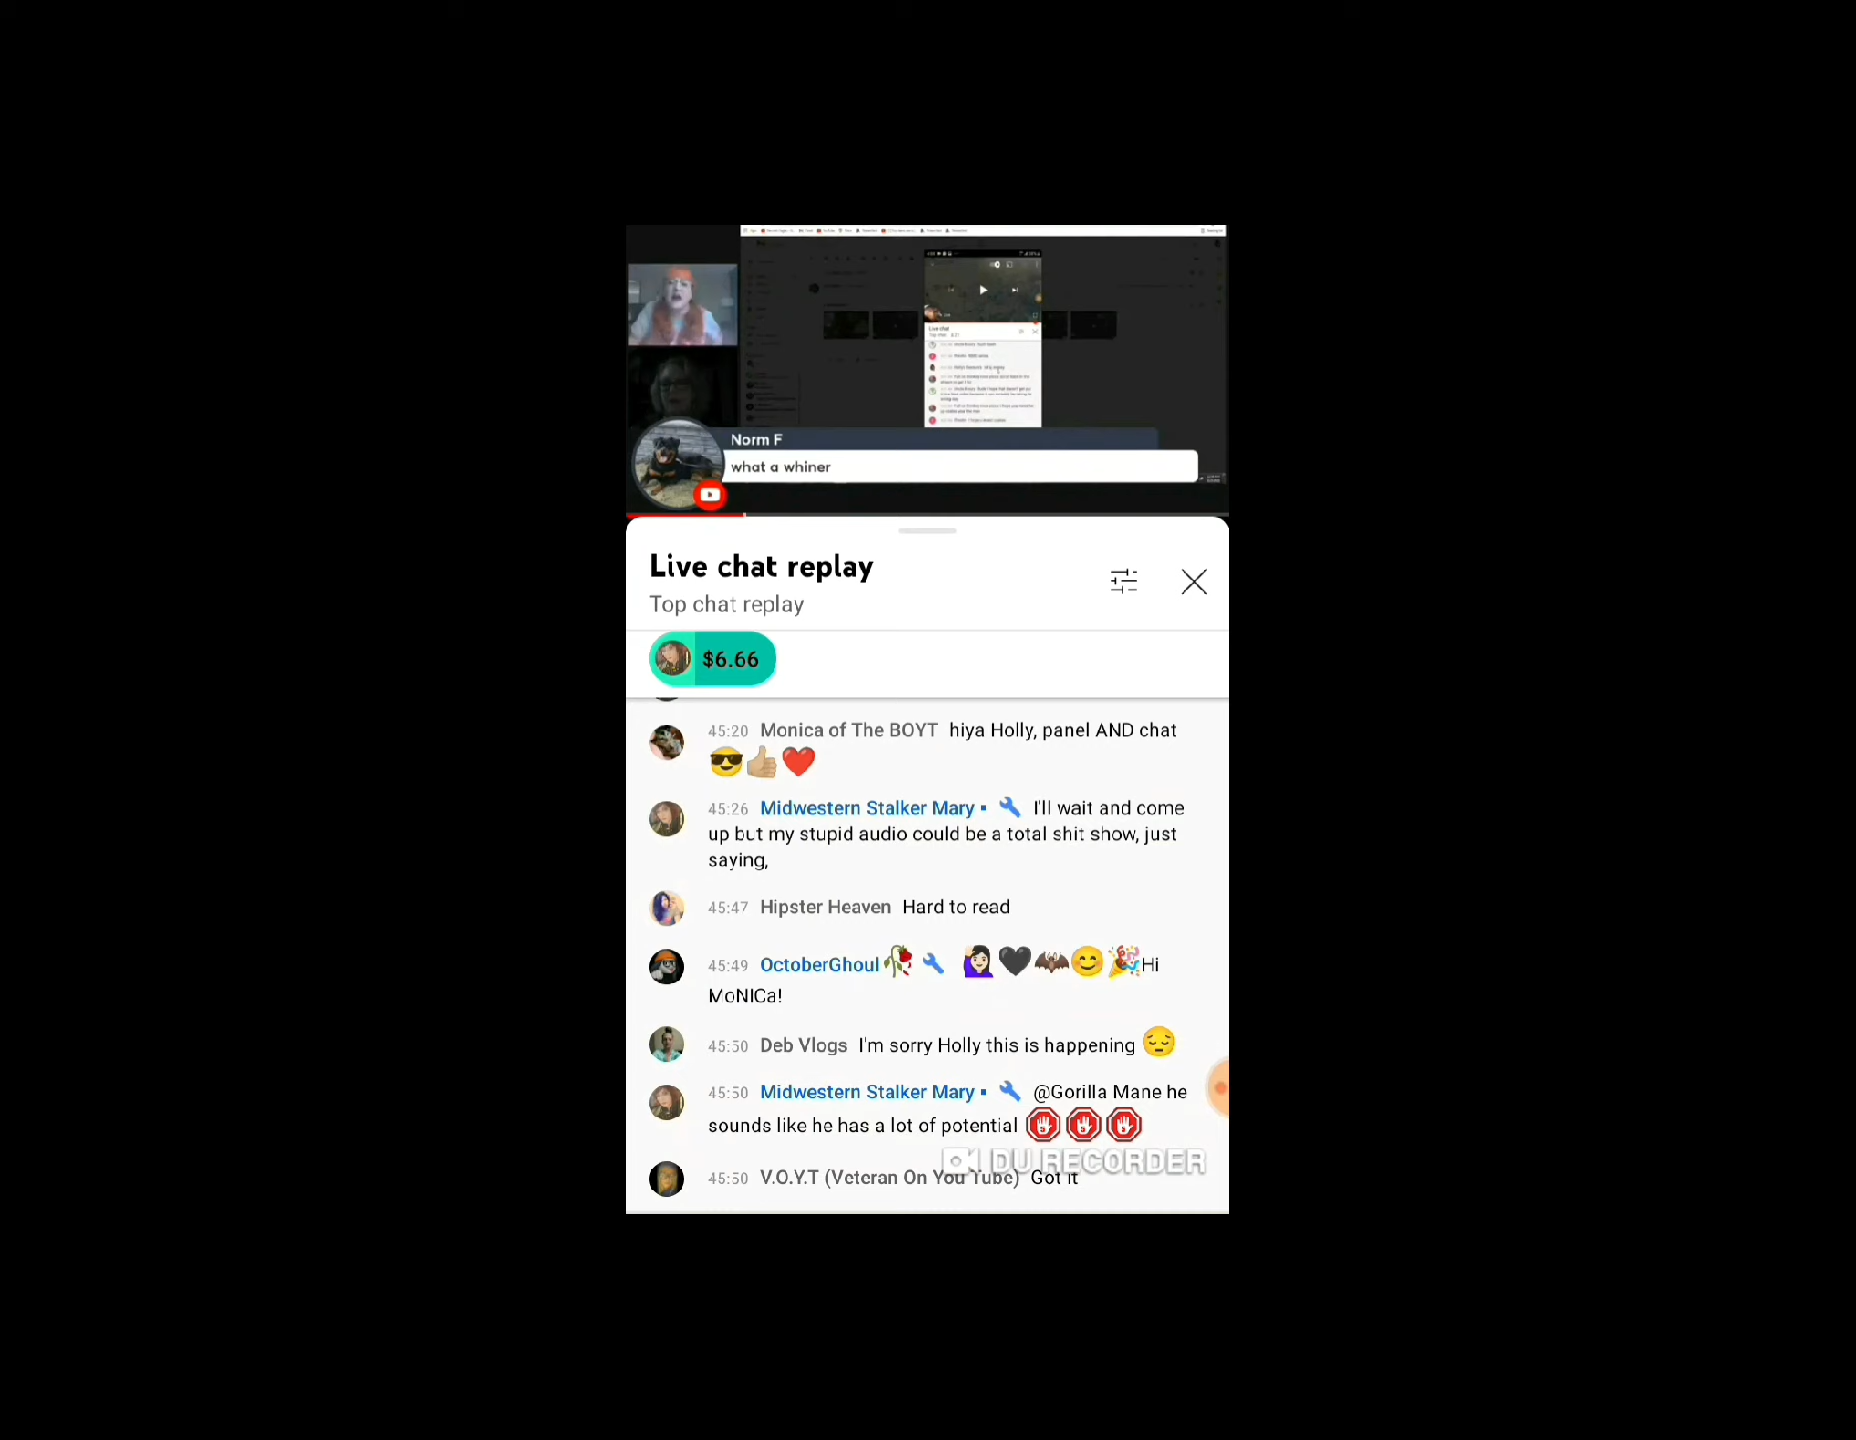 Norm F
what a whiner
Live chat replay
Top chat replay
$6.66
45:20 Monica of The BOYT hiya Holly, panel AND chat
😎👍🏼❤️
45:26 Midwestern Stalker Mary I'll wait and come
up but my stupid audio could be a total shit show, just
saying,
45:47 Hipster Heaven Hard to read
45:49 OctoberGhoul🥀 🙋🏻‍♀️🖤🦇😊🎉Hi
MoNICa!
45:50 Deb Vlogs I'm sorry Holly this is happening 😔
45:50 Midwestern Stalker Mary @Gorilla Mane he
sounds like he has a lot of potential
DU RECORDER
45:50 V.O.Y.T (Veteran On You Tube) Got it